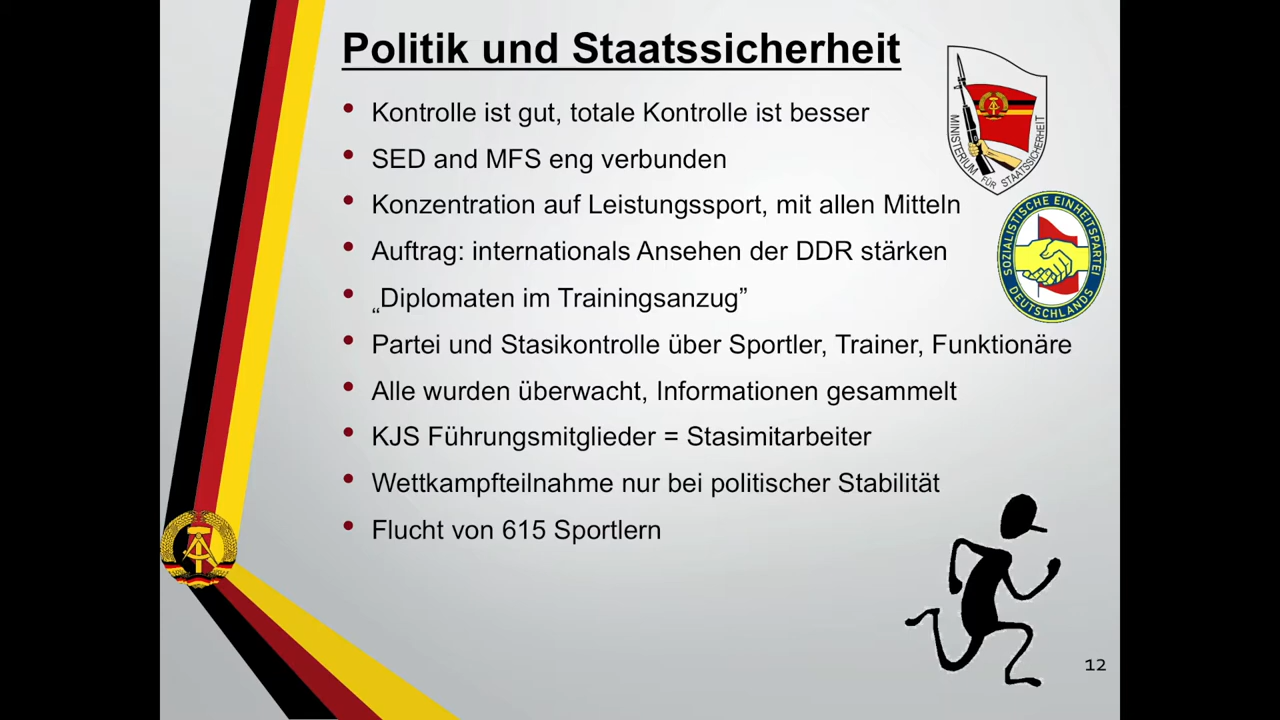 Politik und Staatssicherheit
• Kontrolle ist gut, totale Kontrolle ist besser
• SED and MFS eng verbunden
• Konzentration auf Leistungssport, mit allen Mitteln
• Auftrag: internationals Ansehen der DDR stärken
• „Diplomaten im Trainingsanzug”
• Partei und Stasikontrolle über Sportler, Trainer, Funktionäre
• Alle wurden überwacht, Informationen gesammelt
• KJS Führungsmitglieder = Stasimitarbeiter
• Wettkampfteilnahme nur bei politischer Stabilität
• Flucht von 615 Sportlern
MINISTERIUM FÜR STAATSSICHERHEIT
SOZIALISTISCHE EINHEITSPARTEI
DEUTSCHLANDS
12